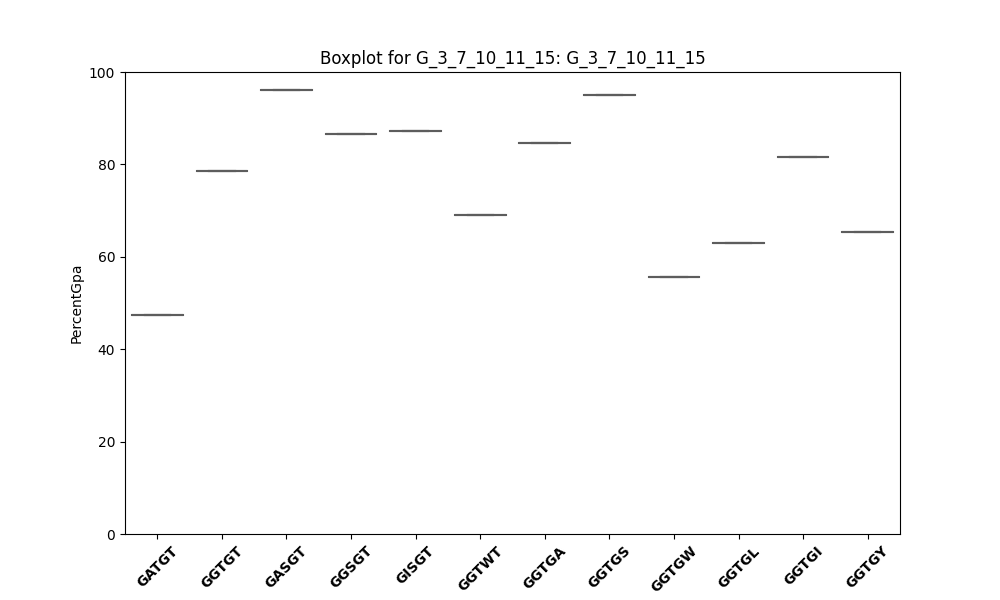 Boxplot for G_3_7_10_11_15: G_3_7_10_11_15
100
80
60
40
20
0
PercentGpa
GATGT
GGTGT
GASGT
GGSGT
GISGT
GGTWT
GGTGA
GGTGS
GGTGW
GGTGL
GGTGI
GGTGY